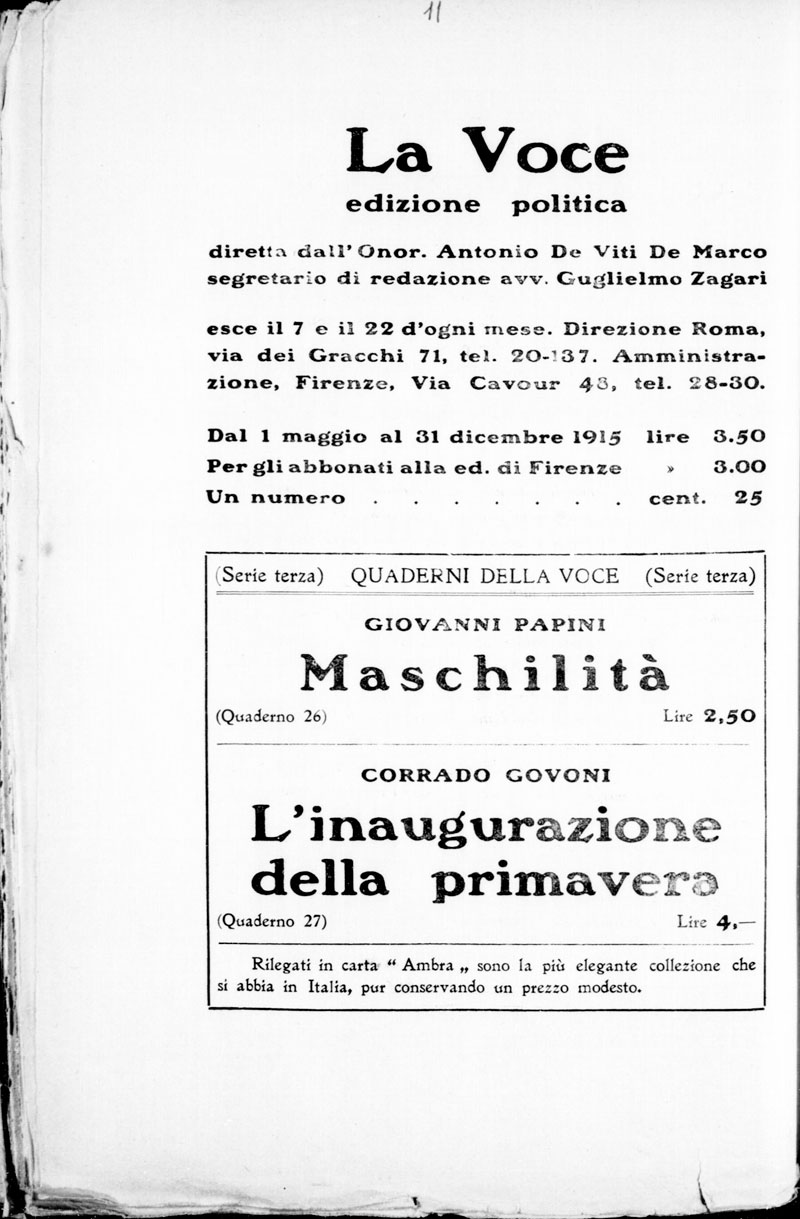 11
La Voce
edizione politica
diretta dall' Onor. Antonio De Viti De Marco
segretario di redazione avv. Guglielmo Zagari
esce il 7 e il 22 d'ogni mese. Direzione Roma,
via dei Gracchi 71, tel. 20-137. Amministra-
zione, Firenze, Via Cavour 48, tel. 28-30.
Dal 1 maggio al 31 dicembre 1915 lire 3.50
Per gli abbonati alla ed. di Firenze » 3.00
Un numero . . . . . . . cent. 25
(Serie terza) QUADERNI DELLA VOCE (Serie terza)
GIOVANNI PAPINI
Maschilità
(Quaderno 26) Lire 2,50
CORRADO GOVONI
L'inaugurazione
della primavera
(Quaderno 27) Lire 4,—
Rilegati in carta “ Ambra „ sono la più elegante collezione che
si abbia in Italia, pur conservando un prezzo modesto.